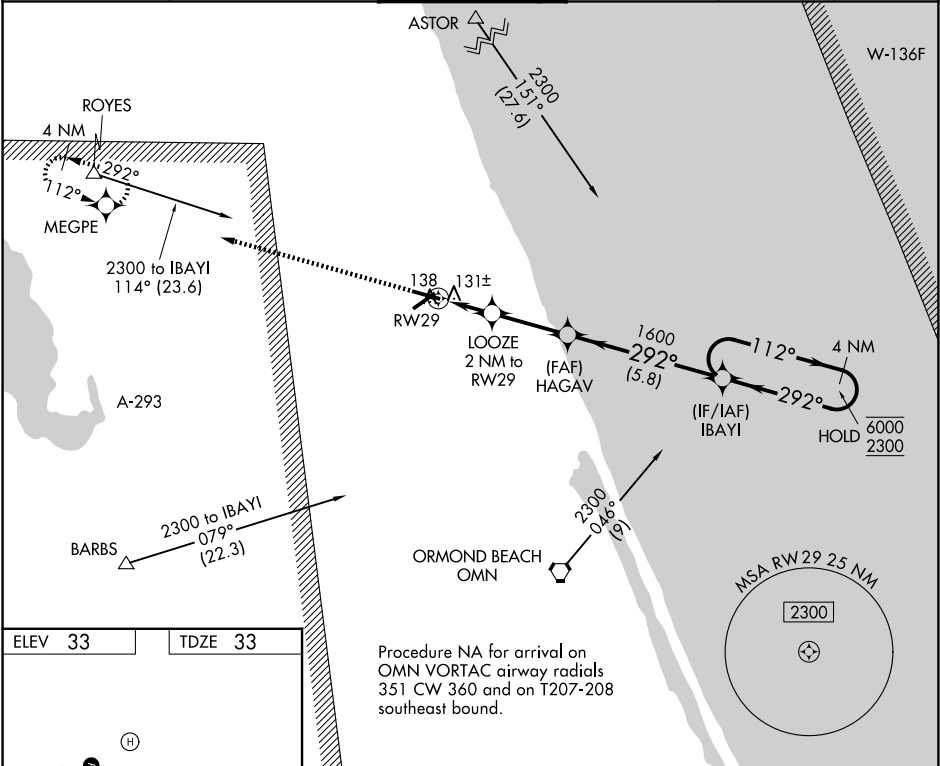 ASTOR
W-136F
2300
151°
(27.6)
ROYES
4 NM
292°
112°
MEGPE
2300 to IBAYI
114° (23.6)
138
131±
RW29
LOOZE
2 NM to
RW29
(FAF)
HAGAV
1600
292°
(5.8)
112°
4 NM
292°
(IF/IAF)
IBAYI
HOLD
6000
2300
A-293
2300 to IBAYI
079°
(22.3)
BARBS
2300
046°
(9)
ORMOND BEACH
OMN
MSA RW29 25 NM
2300
ELEV 33
TDZE 33
Procedure NA for arrival on
OMN VORTAC airway radials
351 CW 360 and on T207-208
southeast bound.
H